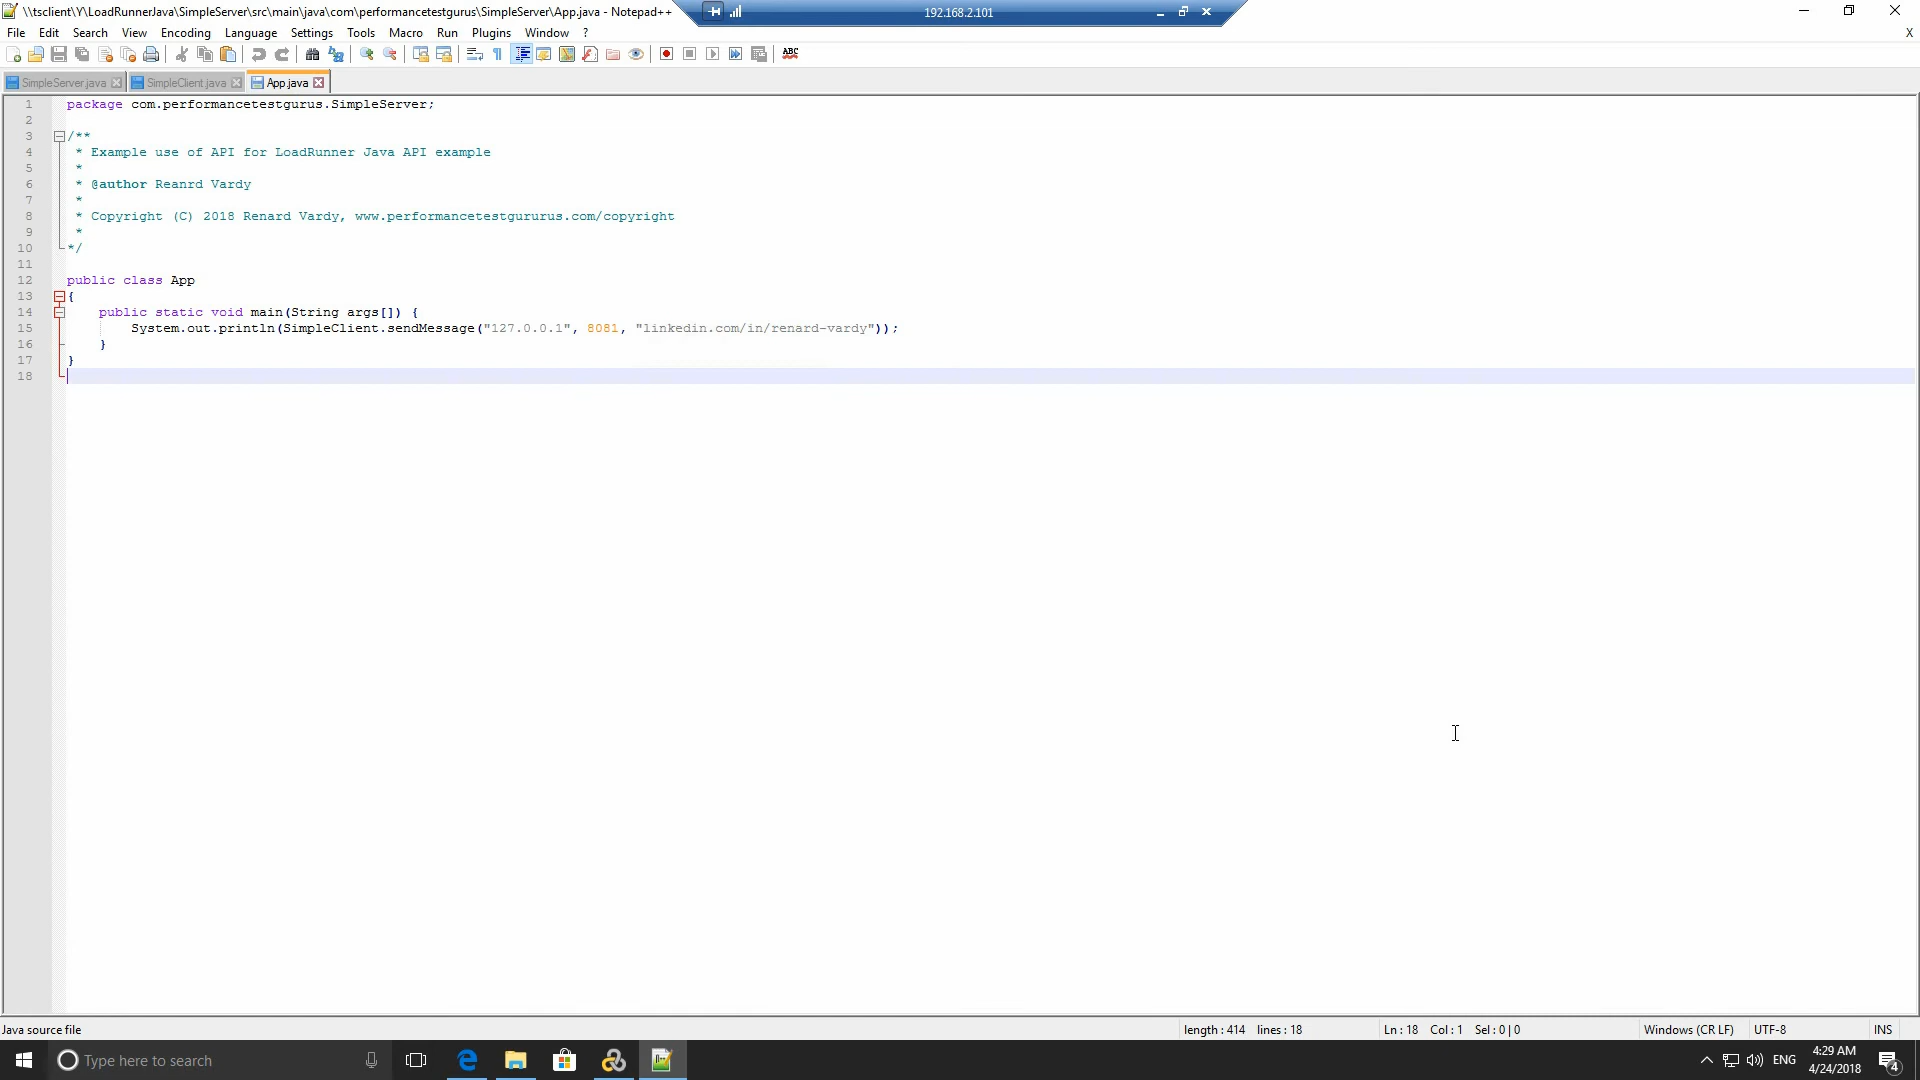 \\tsclient\Y\LoadRunnerJava\SimpleServer\src\main\java\com\performancetestgurus\SimpleServer\App.java - Notepad++
192.168.2.101
File Edit Search View Encoding Language Settings Tools Macro Run Plugins Window ? X
ABC
SimpleServer.java SimpleClient.java App.java
1 package com.performancetestgurus.SimpleServer;
2
3 /**
4 * Example use of API for LoadRunner Java API example
5 *
6 * @author Reanrd Vardy
7 *
8 * Copyright (C) 2018 Renard Vardy, www.performancetestgururus.com/copyright
9 *
10 */
11
12 public class App
13 {
14 public static void main(String args[]) {
15 System.out.println(SimpleClient.sendMessage("127.0.0.1", 8081, "linkedin.com/in/renard-vardy"));
16 }
17 }
18
Java source file length : 414 lines : 18 Ln : 18 Col : 1 Sel : 0 | 0 Windows (CR LF) UTF-8 INS
Type here to search ENG 4:29 AM
4/24/2018 4